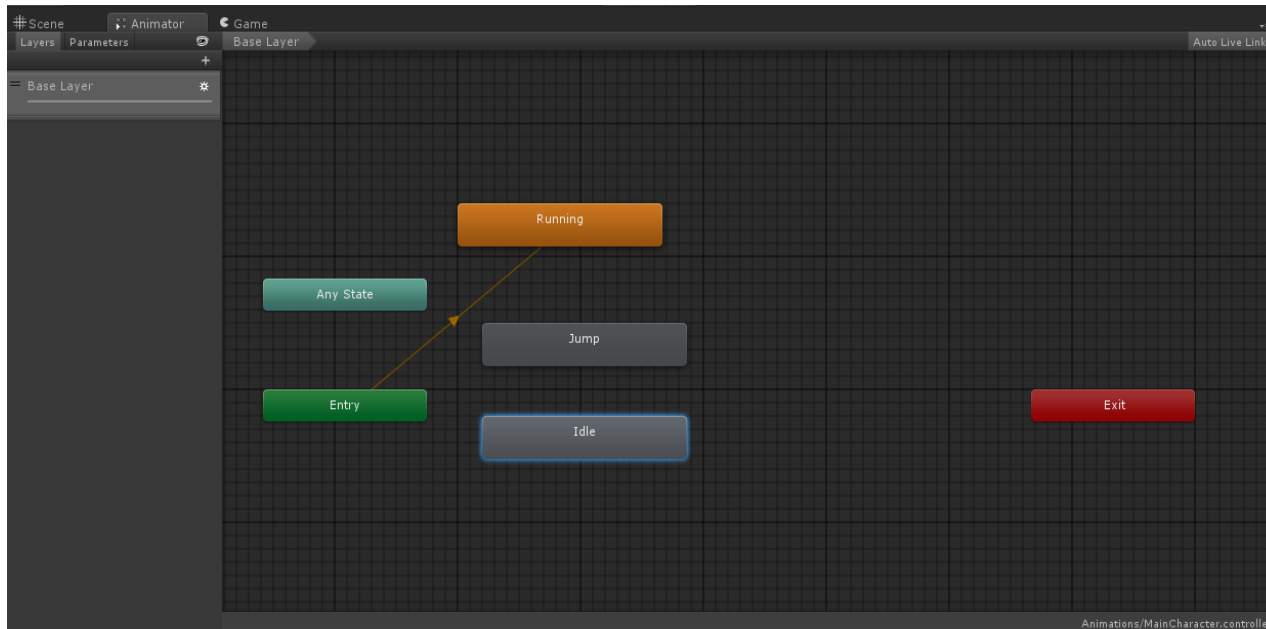 Scene Animator Game
Layers Parameters Base Layer Auto Live Link
+
Base Layer
Running
Any State
Jump
Entry
Exit
Idle
Animations/MainCharacter.controlle